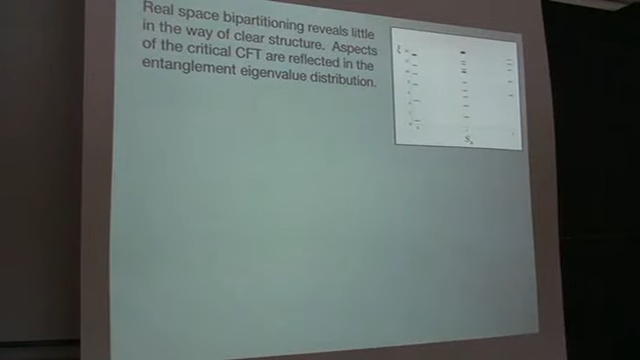 Real space bipartitioning reveals little
in the way of clear structure. Aspects
of the critical CFT are reflected in the
entanglement eigenvalue distribution.